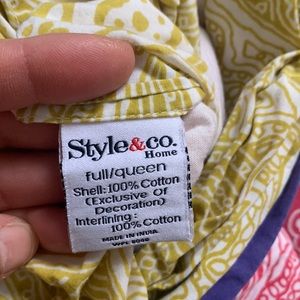 Style&co.
Home
full/queen
Shell:100% Cotton
(Exclusive of
Decoration)
Interlining :
100% Cotton
MADE IN INDIA